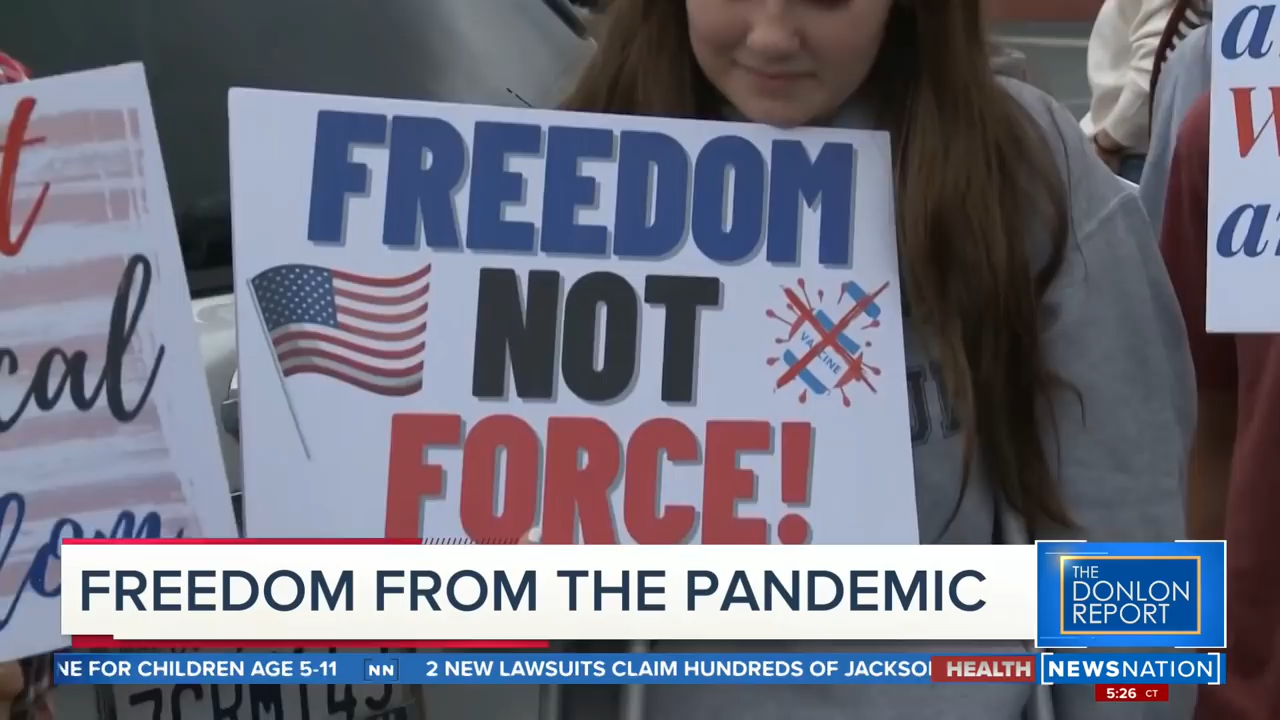 FREEDOM
NOT
FORCE!
VACCINE
cal
FREEDOM FROM THE PANDEMIC
THE
DONLON
REPORT
NE FOR CHILDREN AGE 5-11 NN 2 NEW LAWSUITS CLAIM HUNDREDS OF JACKSO
HEALTH
NEWSNATION
5:26 CT